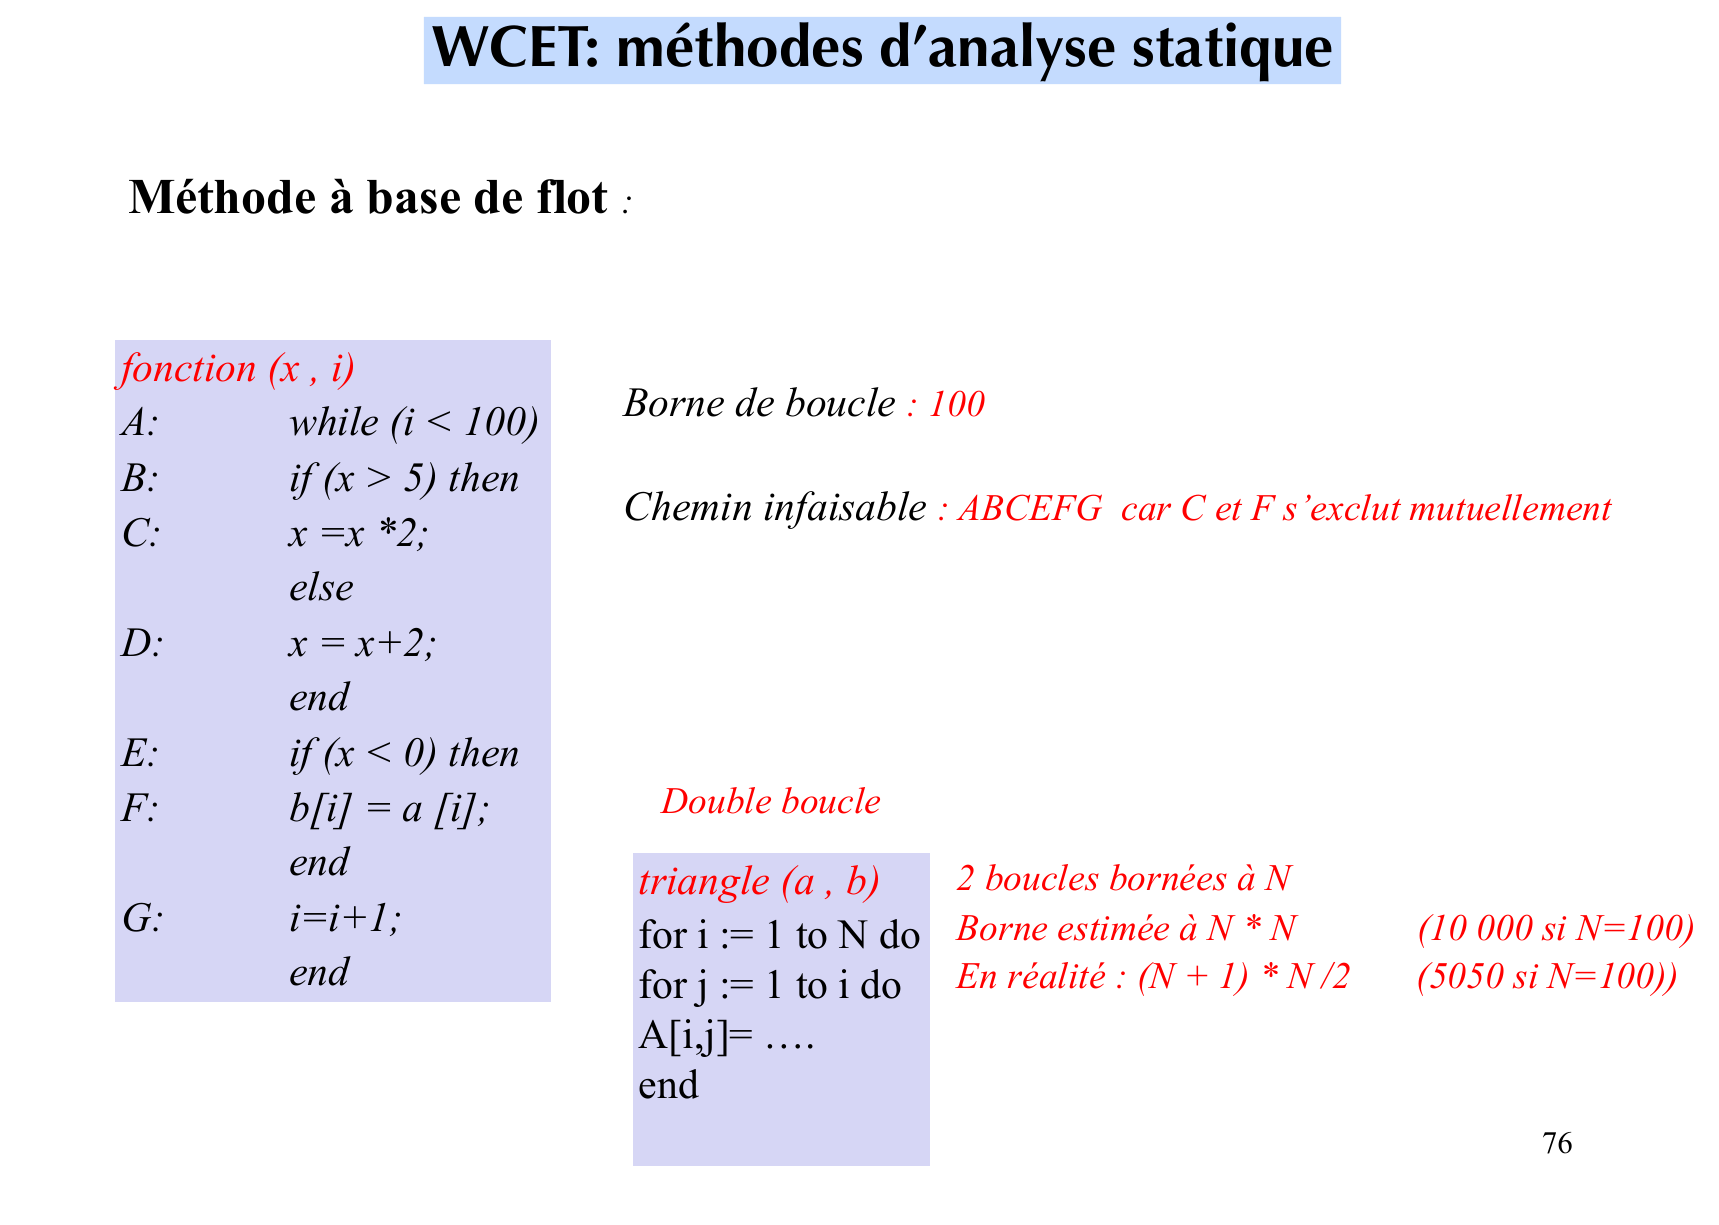 WCET: méthodes d’analyse statique
Méthode à base de flot :
fonction (x , i)
A: while (i < 100)
B: if (x > 5) then
C: x =x *2;
else
D: x = x+2;
end
E: if (x < 0) then
F: b[i] = a [i];
end
G: i=i+1;
end
Borne de boucle : 100
Chemin infaisable : ABCEFG car C et F s’exclut mutuellement
Double boucle
triangle (a , b)
for i := 1 to N do
for j := 1 to i do
A[i,j]= ….
end
2 boucles bornées à N
Borne estimée à N * N (10 000 si N=100)
En réalité : (N + 1) * N /2 (5050 si N=100))
76